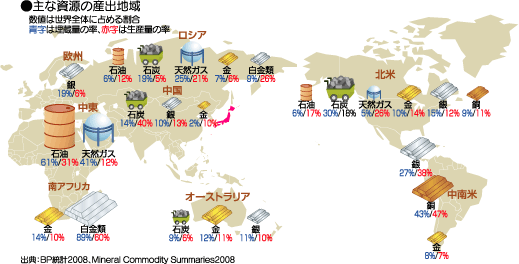 ●主な資源の産出地域
数値は世界全体に占める割合
青字は埋蔵量の率,赤字は生産量の率
ロシア
石油 石炭 天然ガス 金 白金類
6%/12% 19%/5% 25%/21% 7%/6% 8%/26%
欧州
銀
19%/6%
中国
石炭 銀 金
14%/40% 10%/13% 2%/10%
中東
石油 天然ガス
61%/31% 41%/12%
南アフリカ
金 白金類
14%/10% 89%/60%
オーストラリア
石炭 金 銀
9%/6% 12%/11% 11%/10%
北米
石油 石炭 天然ガス 金 銀 銅
6%/17% 30%/18% 5%/26% 10%/14% 15%/12% 9%/11%
中南米
銀
27%/38%
銅
43%/47%
金
8%/7%
出典：BP統計2008、Mineral Commodity Summaries2008